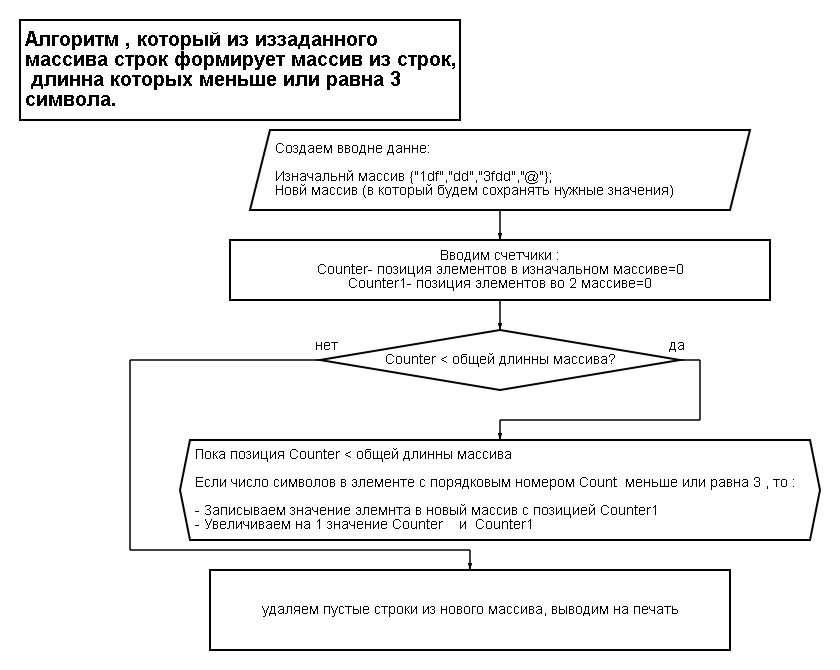 Алгоритм , который из иззаданного
массива строк формирует массив из строк,
длинна которых меньше или равна 3
символа.
Создаем вводне данне:
Изначальнй массив {"1df","dd","3fdd","@"};
Новй массив (в который будем сохранять нужные значения)
Вводим счетчики :
Counter- позиция элементов в изначальном массиве=0
Counter1- позиция элементов во 2 массиве=0
нет
да
Counter < общей длинны массива?
Пока позиция Counter < общей длинны массива
Если число символов в элементе с порядковым номером Count меньше или равна 3 , то :
- Записываем значение элемнта в новый массив с позицией Counter1
- Увеличиваем на 1 значение Counter и Counter1
удаляем пустые строки из нового массива, выводим на печать